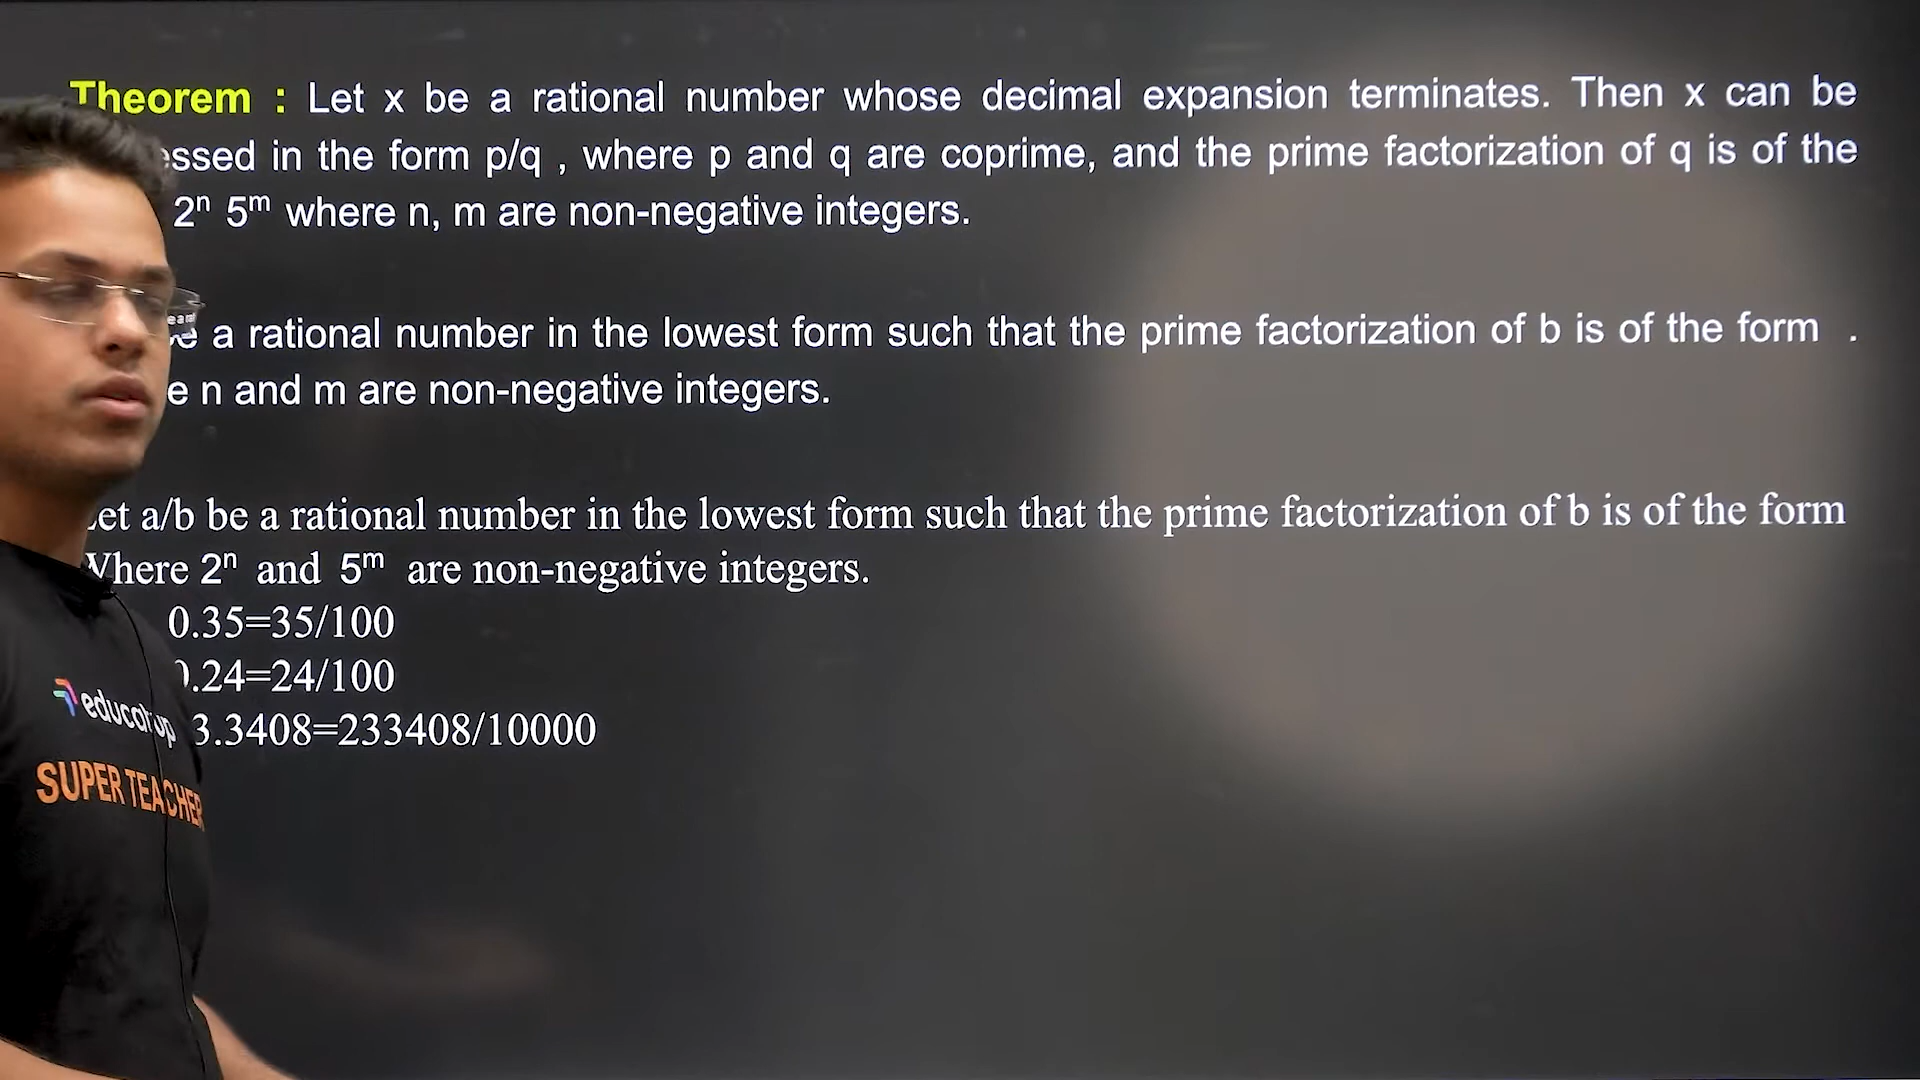 Theorem : Let x be a rational number whose decimal expansion terminates. Then x can be
in the form p/q , where p and q are coprime, and the prime factorization of q is of the
2ⁿ 5ᵐ where n, m are non-negative integers.
a rational number in the lowest form such that the prime factorization of b is of the form .
n and m are non-negative integers.
Let a/b be a rational number in the lowest form such that the prime factorization of b is of the form
Where 2ⁿ and 5ᵐ are non-negative integers.
0.35=35/100
0.24=24/100
3.3408=233408/10000
SUPER TEACHER